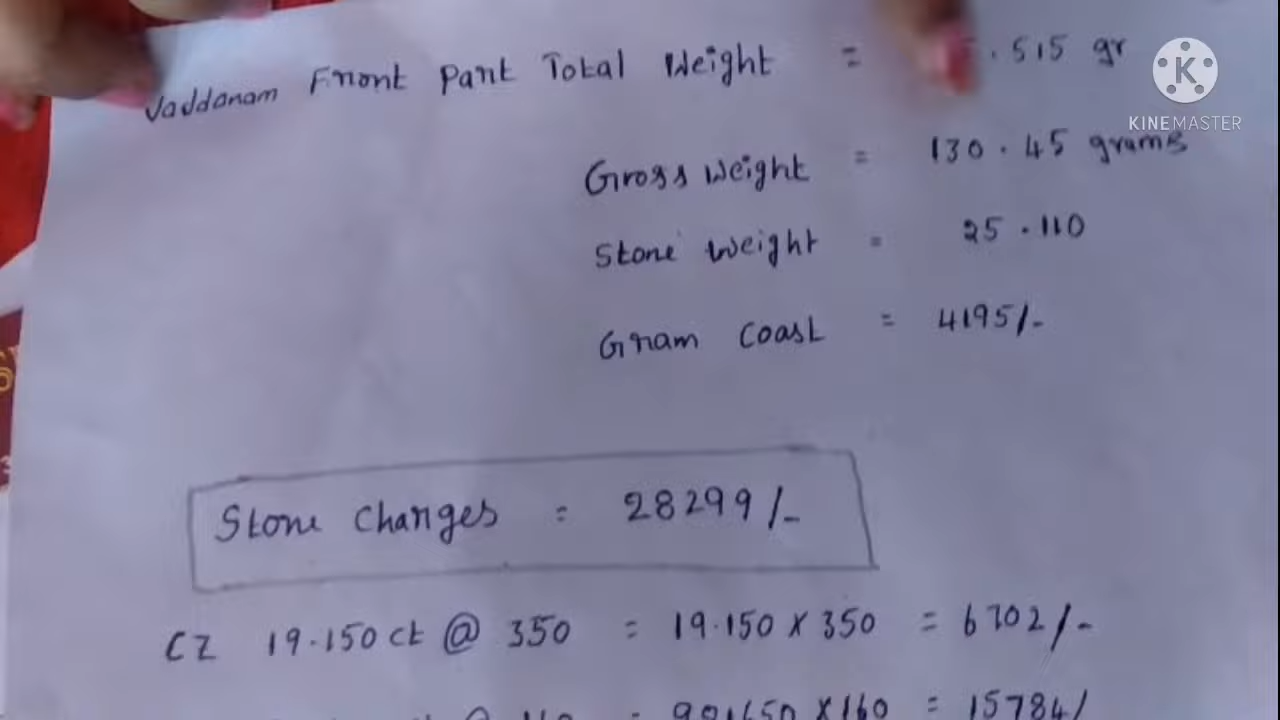 Vaddanam Front Part Total Weight = .515 gr
KINEMASTER
Gross Weight = 130.45 grams
Stone Weight = 25.110
Gram Coast = 4195/-
Stone Charges = 28299/-
CZ 19.150 ct @ 350 = 19.150 X 350 = 6702/-
@ = X 160 = 15784/